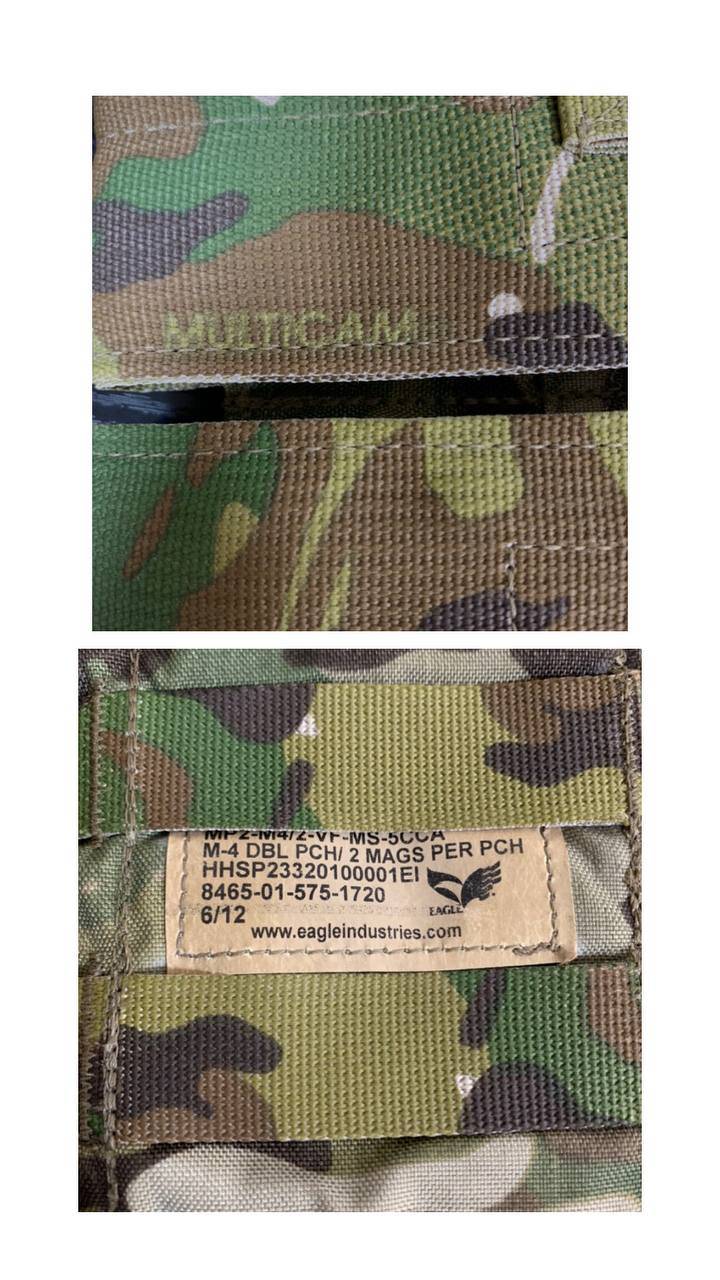 MULTICAM
MP2-M4/2-VF-MS-5CCA
M-4 DBL PCH/ 2 MAGS PER PCH
HHSP23320100001EI
8465-01-575-1720
6/12
EAGLE
www.eagleindustries.com